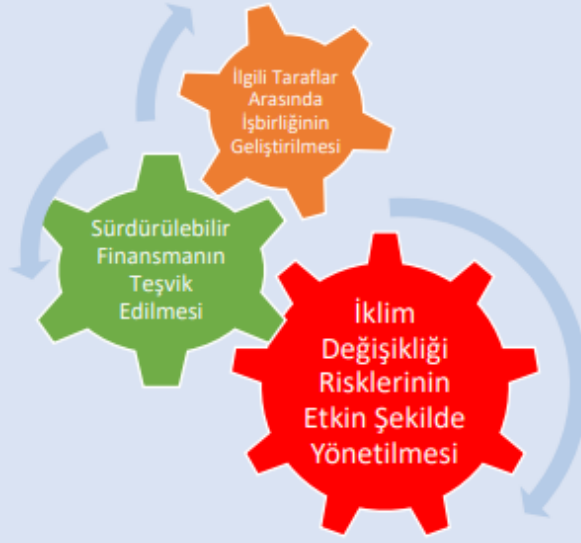 İlgili Taraflar
Arasında
İşbirliğinin
Geliştirilmesi
Sürdürülebilir
Finansmanın
Teşvik
Edilmesi
İklim
Değişikliği
Risklerinin
Etkin Şekilde
Yönetilmesi